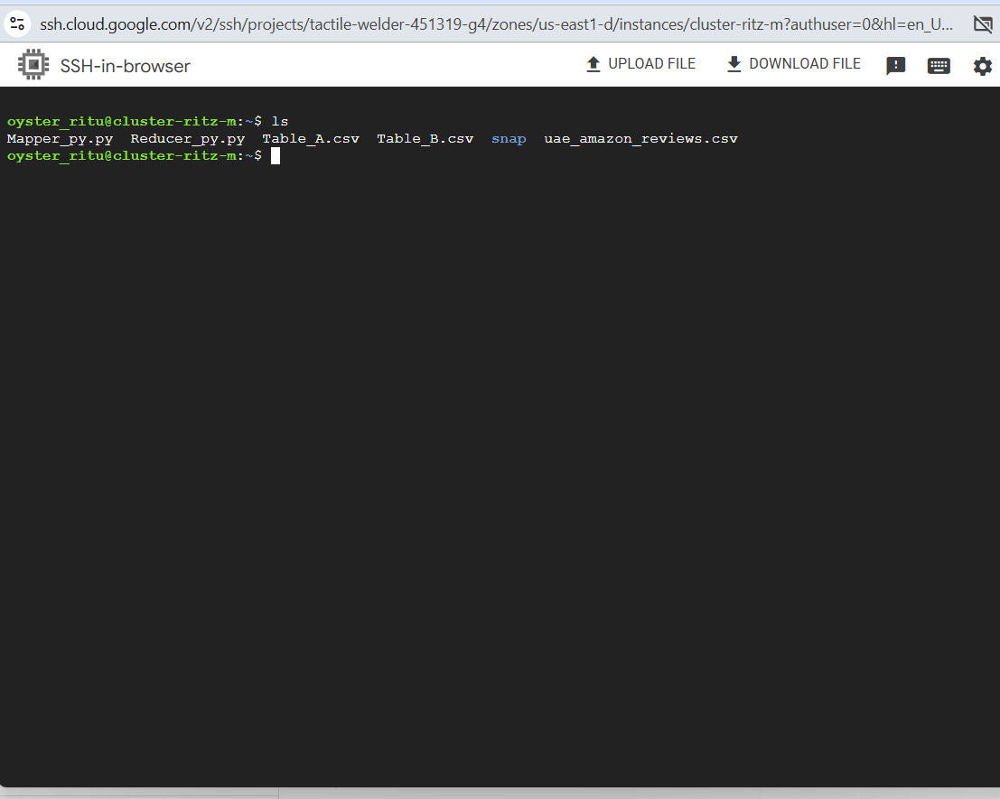 ssh.cloud.google.com/v2/ssh/projects/tactile-welder-451319-g4/zones/us-east1-d/instances/cluster-ritz-m?authuser=0&hl=en_U...
SSH-in-browser UPLOAD FILE DOWNLOAD FILE
oyster_ritu@cluster-ritz-m:~$ ls
Mapper_py.py Reducer_py.py Table_A.csv Table_B.csv snap uae_amazon_reviews.csv
oyster_ritu@cluster-ritz-m:~$